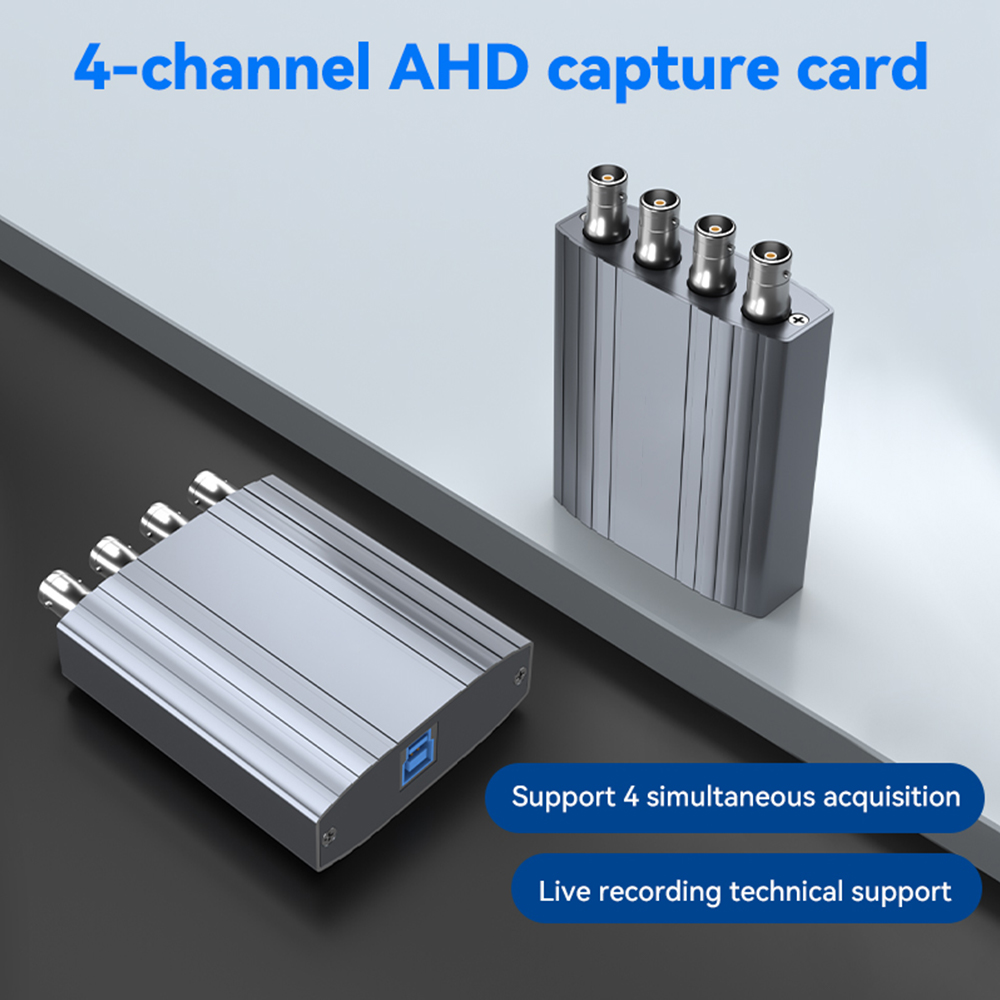 4-channel AHD capture card
Support 4 simultaneous acquisition
Live recording technical support